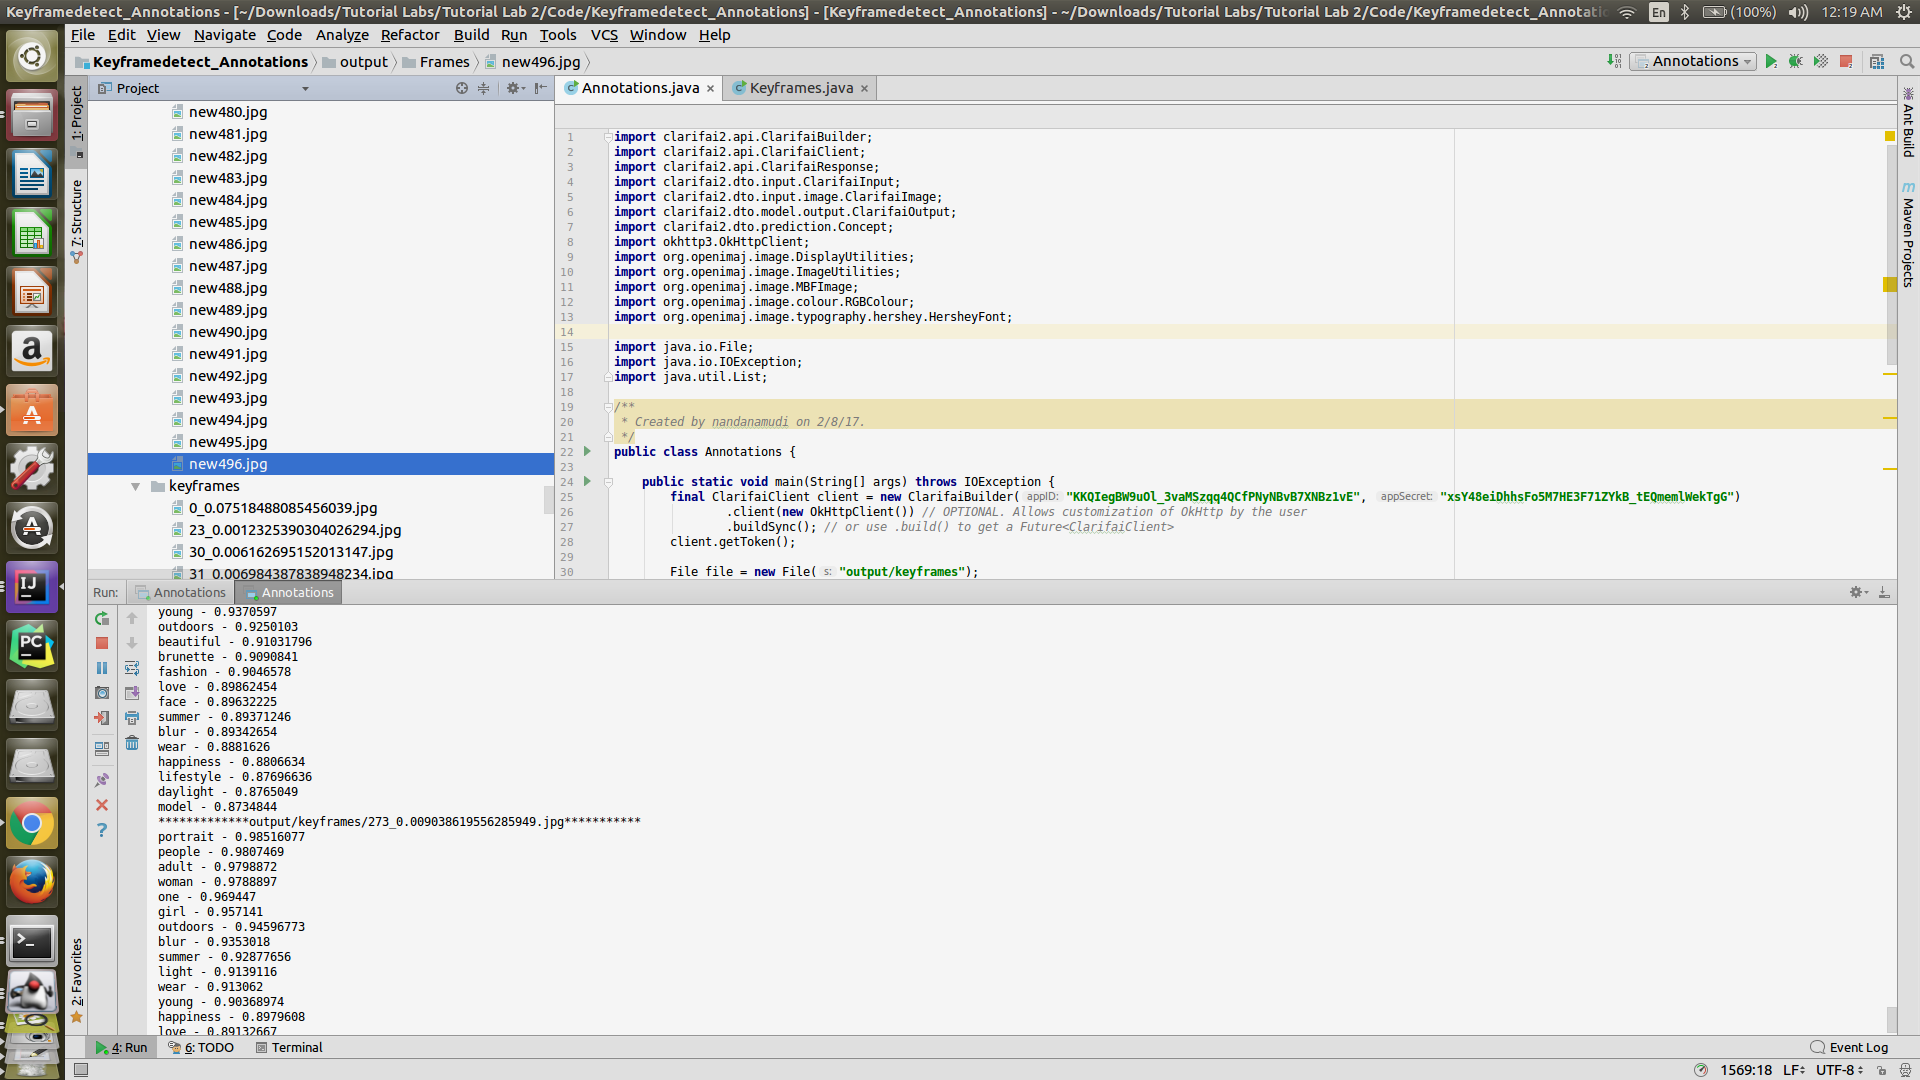 Keyframedetect_Annotations - [~/Downloads/Tutorial Labs/Tutorial Lab 2/Code/Keyframedetect_Annotations] - [Keyframedetect_Annotations] - ~/Downloads/Tutorial Labs/Tutorial Lab 2/Code/Keyframedetect_Annotatio
En (100%) 12:19 AM
File Edit View Navigate Code Analyze Refactor Build Run Tools VCS Window Help
Keyframedetect_Annotations output Frames new496.jpg
Annotations
Project
Annotations.java Keyframes.java
1: Project
7: Structure
2: Favorites
Ant Build
Maven Projects
new480.jpg
new481.jpg
new482.jpg
new483.jpg
new484.jpg
new485.jpg
new486.jpg
new487.jpg
new488.jpg
new489.jpg
new490.jpg
new491.jpg
new492.jpg
new493.jpg
new494.jpg
new495.jpg
new496.jpg
keyframes
0_0.07518488085456039.jpg
23_0.0012325390304026294.jpg
30_0.006162695152013147.jpg
31_0.006984387838948234.jpg
1 import clarifai2.api.ClarifaiBuilder;
2 import clarifai2.api.ClarifaiClient;
3 import clarifai2.api.ClarifaiResponse;
4 import clarifai2.dto.input.ClarifaiInput;
5 import clarifai2.dto.input.image.ClarifaiImage;
6 import clarifai2.dto.model.output.ClarifaiOutput;
7 import clarifai2.dto.prediction.Concept;
8 import okhttp3.OkHttpClient;
9 import org.openimaj.image.DisplayUtilities;
10 import org.openimaj.image.ImageUtilities;
11 import org.openimaj.image.MBFImage;
12 import org.openimaj.image.colour.RGBColour;
13 import org.openimaj.image.typography.hershey.HersheyFont;
14
15 import java.io.File;
16 import java.io.IOException;
17 import java.util.List;
18
19 /**
20 * Created by nandanamudi on 2/8/17.
21 */
22 public class Annotations {
23
24 public static void main(String[] args) throws IOException {
25 final ClarifaiClient client = new ClarifaiBuilder( appID: "KKQIegBW9uOl_3vaMSzqq4QCfPNyNBvB7XNBz1vE", appSecret: "xsY48eiDhhsFo5M7HE3F71ZYkB_tEQmemlWekTgG")
26 .client(new OkHttpClient()) // OPTIONAL. Allows customization of OkHttp by the user
27 .buildSync(); // or use .build() to get a Future<ClarifaiClient>
28 client.getToken();
29
30 File file = new File( s: "output/keyframes");
Run: Annotations Annotations
young - 0.9370597
outdoors - 0.9250103
beautiful - 0.91031796
brunette - 0.9090841
fashion - 0.9046578
love - 0.89862454
face - 0.89632225
summer - 0.89371246
blur - 0.89342654
wear - 0.8881626
happiness - 0.8806634
lifestyle - 0.87696636
daylight - 0.8765049
model - 0.8734844
*************output/keyframes/273_0.009038619556285949.jpg***********
portrait - 0.98516077
people - 0.9807469
adult - 0.9798872
woman - 0.9788897
one - 0.969447
girl - 0.957141
outdoors - 0.94596773
blur - 0.9353018
summer - 0.92877656
light - 0.9139116
wear - 0.913062
young - 0.90368974
happiness - 0.8979608
love - 0.89132667
4: Run 6: TODO Terminal Event Log
1569:18 LF UTF-8